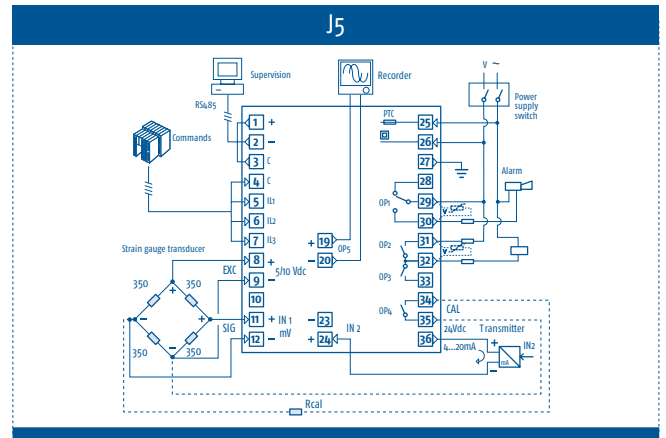 J5
Supervision
Recorder
V ~
RS485
Power
supply
switch
Commands
PTC
1 +
2 −
3 C
4 C
5 IL1
6 IL2
7 IL3
8 +
9 −
10
11 + IN 1
12 − mV
EXC
5/10 Vdc
SIG
+ 19
− 20
OP5
− 23
+ 24
IN 2
25
26
27
28
29
30
31
32
33
34
35
36
OP1
OP2
OP3
OP4
Alarm
V
V
Strain gauge transducer
350
350
350
350
+
−
−
+
−
CAL
24Vdc
Transmitter
4...20mA
+
−
mA
IN2
Rcal